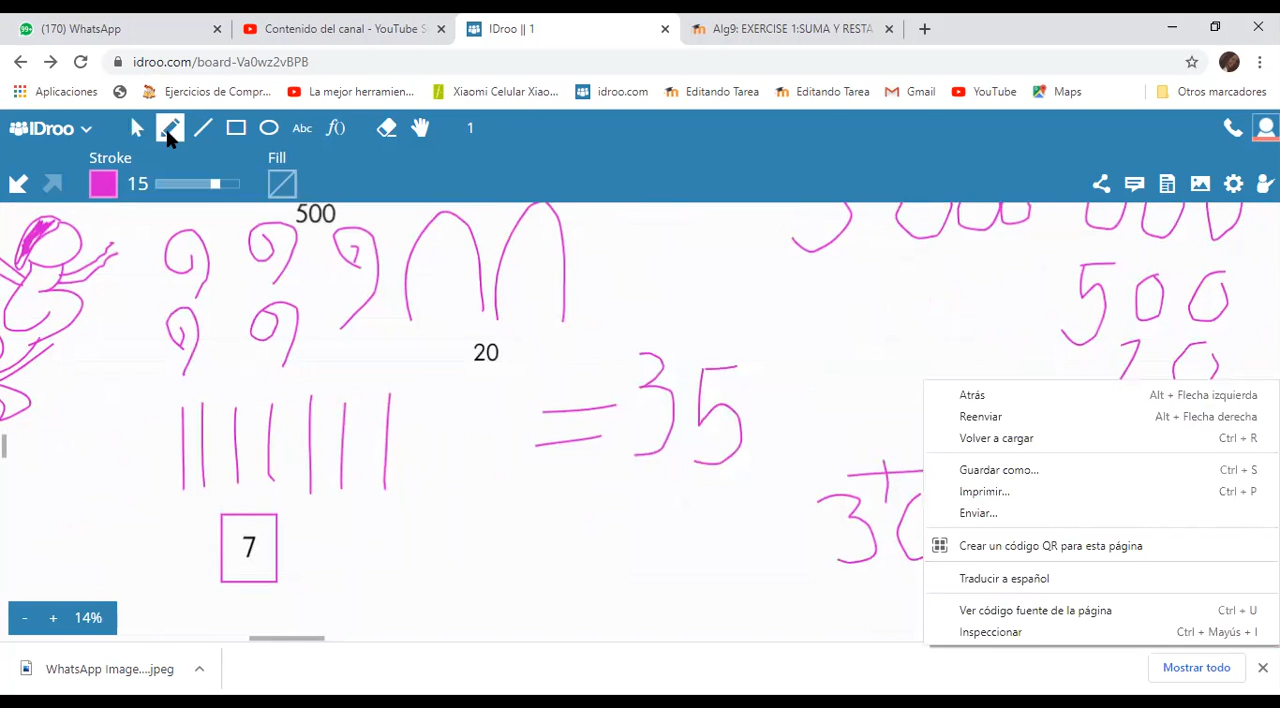 (170) WhatsApp
Contenido del canal - YouTube S
IDroo || 1
Alg9: EXERCISE 1:SUMA Y RESTA
idroo.com/board-Va0wz2vBPB
Aplicaciones
Ejercicios de Compr...
La mejor herramien...
Xiaomi Celular Xiao...
idroo.com
Editando Tarea
Editando Tarea
Gmail
YouTube
Maps
Otros marcadores
IDroo
Abc
f()
1
Stroke
Fill
15
500
500
20
= 35
7
+
30
Atrás Alt + Flecha izquierda
Reenviar Alt + Flecha derecha
Volver a cargar Ctrl + R
Guardar como... Ctrl + S
Imprimir... Ctrl + P
Enviar...
Crear un código QR para esta página
Traducir a español
Ver código fuente de la página Ctrl + U
Inspeccionar Ctrl + Mayús + I
- + 14%
WhatsApp Image....jpeg
Mostrar todo